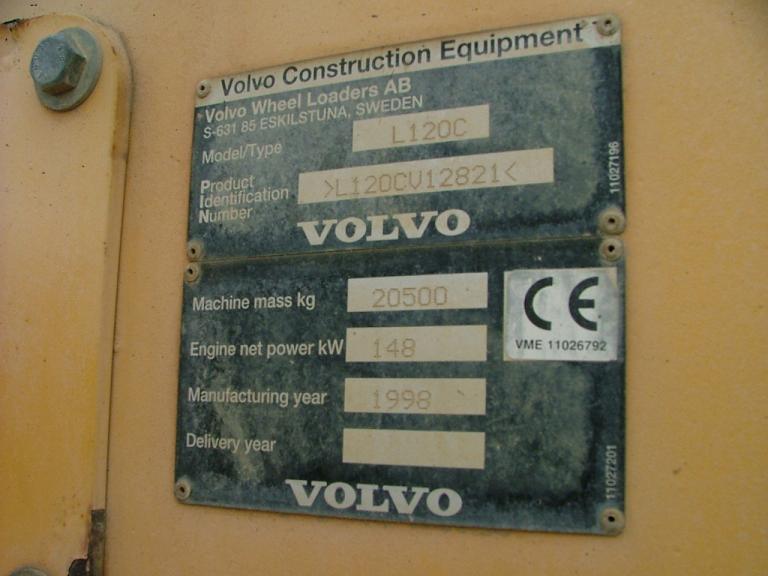 Volvo Construction Equipment
Volvo Wheel Loaders AB
S-631 85 ESKILSTUNA, SWEDEN
Model/Type L120C
Product
Identification
Number
>L120CV12821<
11027196
VOLVO
Machine mass kg 20500
CE
VME 11026792
Engine net power kW 148
Manufacturing year 1998
Delivery year
11027201
VOLVO